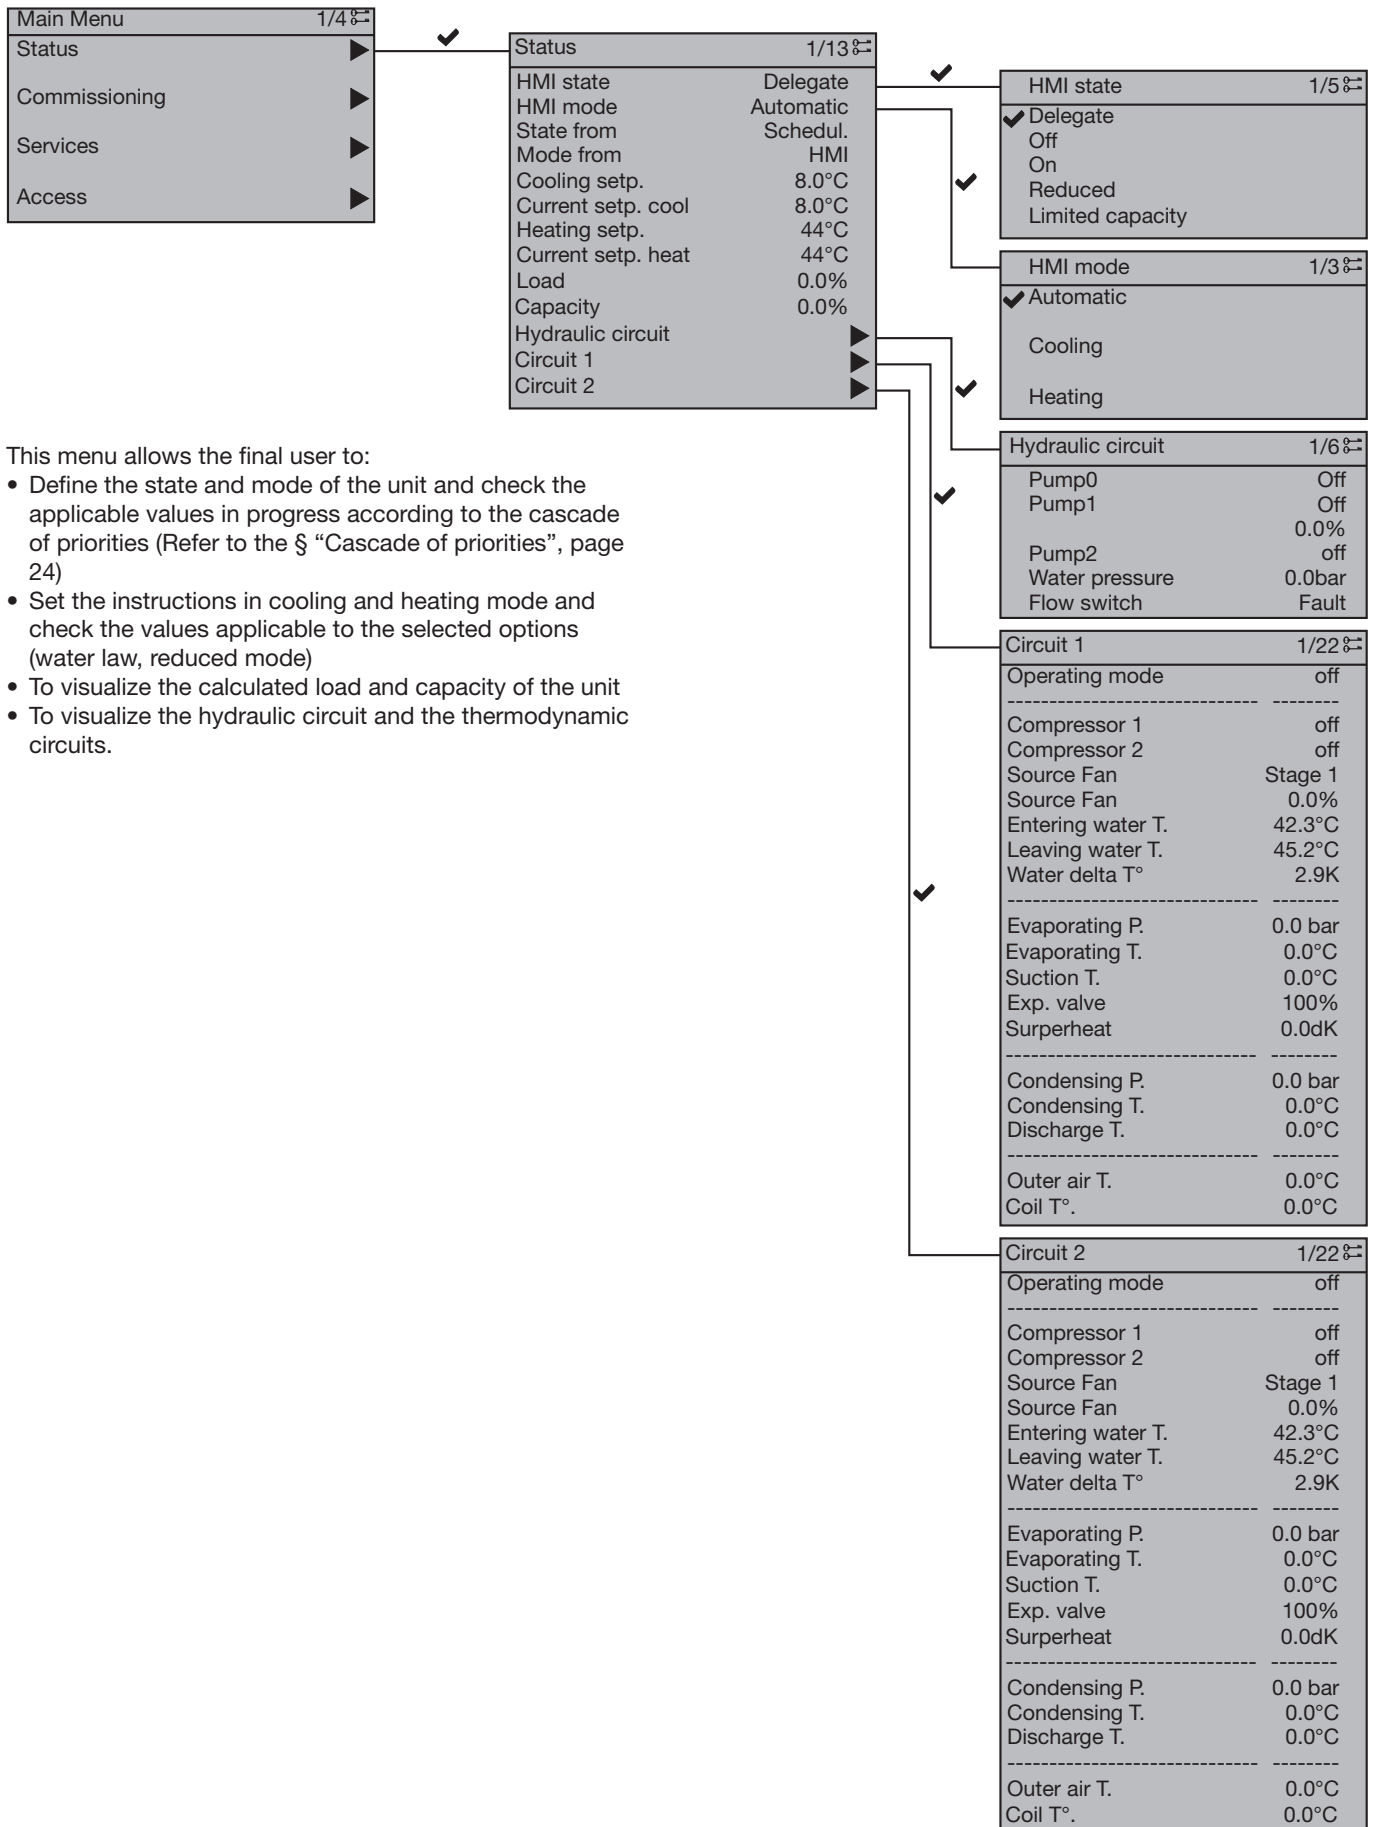 Main Menu 1/4
Status
Commissioning
Services
Access
Status 1/13
HMI state Delegate
HMI mode Automatic
State from Schedul.
Mode from HMI
Cooling setp. 8.0°C
Current setp. cool 8.0°C
Heating setp. 44°C
Current setp. heat 44°C
Load 0.0%
Capacity 0.0%
Hydraulic circuit
Circuit 1
Circuit 2
This menu allows the final user to:
• Define the state and mode of the unit and check the
applicable values in progress according to the cascade
of priorities (Refer to the § “Cascade of priorities”, page
24)
• Set the instructions in cooling and heating mode and
check the values applicable to the selected options
(water law, reduced mode)
• To visualize the calculated load and capacity of the unit
• To visualize the hydraulic circuit and the thermodynamic
circuits.
HMI state 1/5
Delegate
Off
On
Reduced
Limited capacity
HMI mode 1/3
Automatic
Cooling
Heating
Hydraulic circuit 1/6
Pump0 Off
Pump1 Off
0.0%
Pump2 off
Water pressure 0.0bar
Flow switch Fault
Circuit 1 1/22
Operating mode off
------------------------------ --------
Compressor 1 off
Compressor 2 off
Source Fan Stage 1
Source Fan 0.0%
Entering water T. 42.3°C
Leaving water T. 45.2°C
Water delta T° 2.9K
------------------------------ --------
Evaporating P. 0.0 bar
Evaporating T. 0.0°C
Suction T. 0.0°C
Exp. valve 100%
Surperheat 0.0dK
------------------------------ --------
Condensing P. 0.0 bar
Condensing T. 0.0°C
Discharge T. 0.0°C
------------------------------ --------
Outer air T. 0.0°C
Coil T°. 0.0°C
Circuit 2 1/22
Operating mode off
------------------------------ --------
Compressor 1 off
Compressor 2 off
Source Fan Stage 1
Source Fan 0.0%
Entering water T. 42.3°C
Leaving water T. 45.2°C
Water delta T° 2.9K
------------------------------ --------
Evaporating P. 0.0 bar
Evaporating T. 0.0°C
Suction T. 0.0°C
Exp. valve 100%
Surperheat 0.0dK
------------------------------ --------
Condensing P. 0.0 bar
Condensing T. 0.0°C
Discharge T. 0.0°C
------------------------------ --------
Outer air T. 0.0°C
Coil T°. 0.0°C